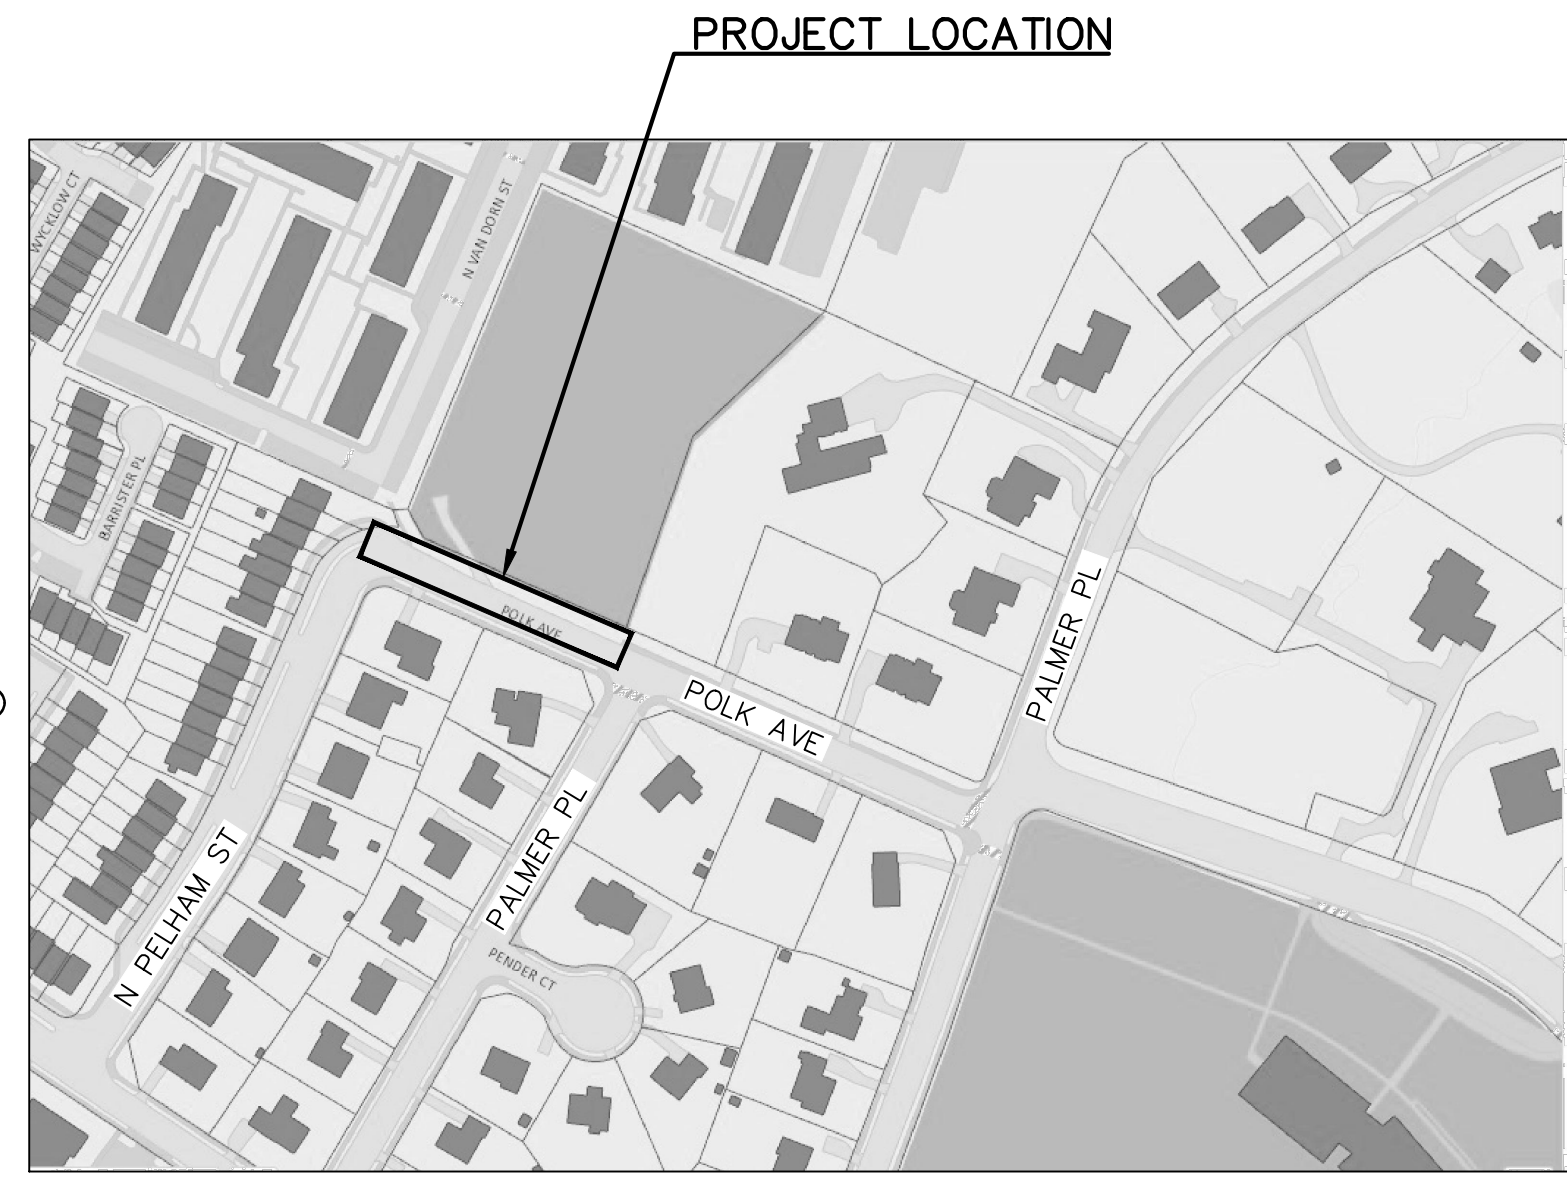 PROJECT LOCATION
WYCKLOW CT
N VAN DORN ST
BARRISTER PL
POLK AVE
PALMER PL
POLK AVE
PALMER PL
N PELHAM ST
PENDER CT